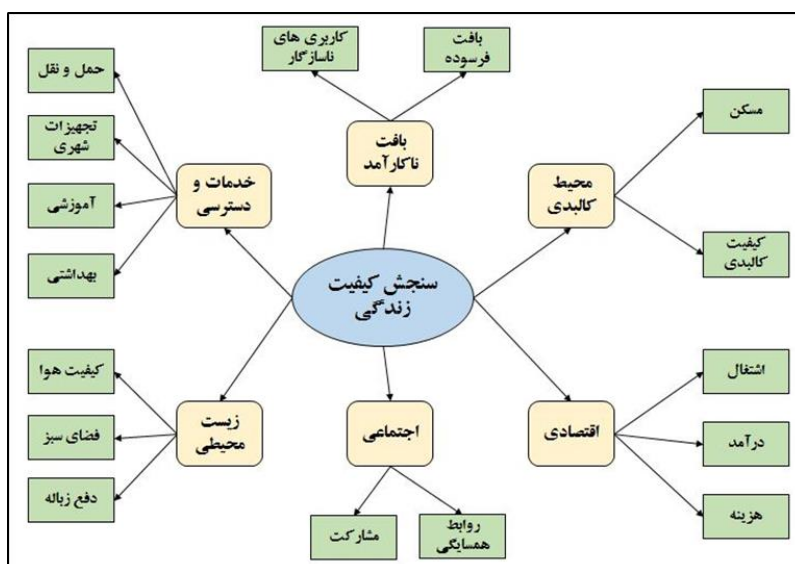 کاربری های
ناسازگار
بافت
فرسوده
بافت
ناکارآمد
حمل و نقل
تجهیزات
شهری
آموزشی
بهداشتی
خدمات و
دسترسی
مسکن
کیفیت
کالبدی
محیط
کالبدی
سنجش کیفیت
زندگی
کیفیت هوا
فضای سبز
دفع زباله
زیست
محیطی
اجتماعی
مشارکت
روابط
همسایگی
اقتصادی
اشتغال
درآمد
هزینه